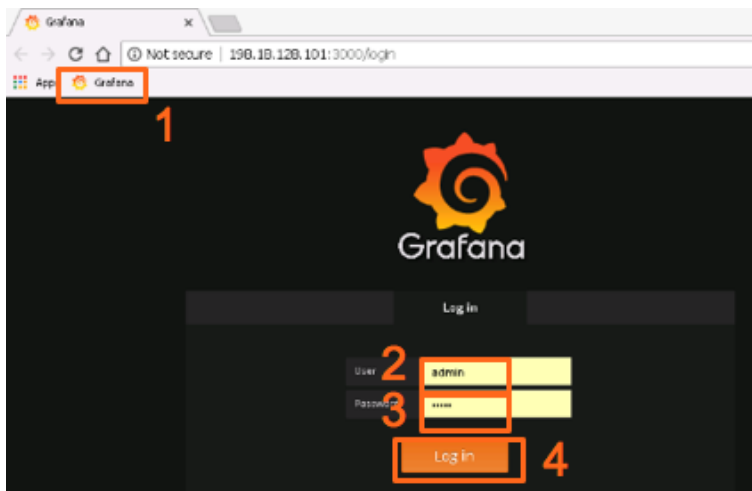 Grafana
Not secure | 198.18.128.101:3000/login
Apps Grafana
1
Grafana
Log in
User 2 admin
Password 3 •••••
Log in 4